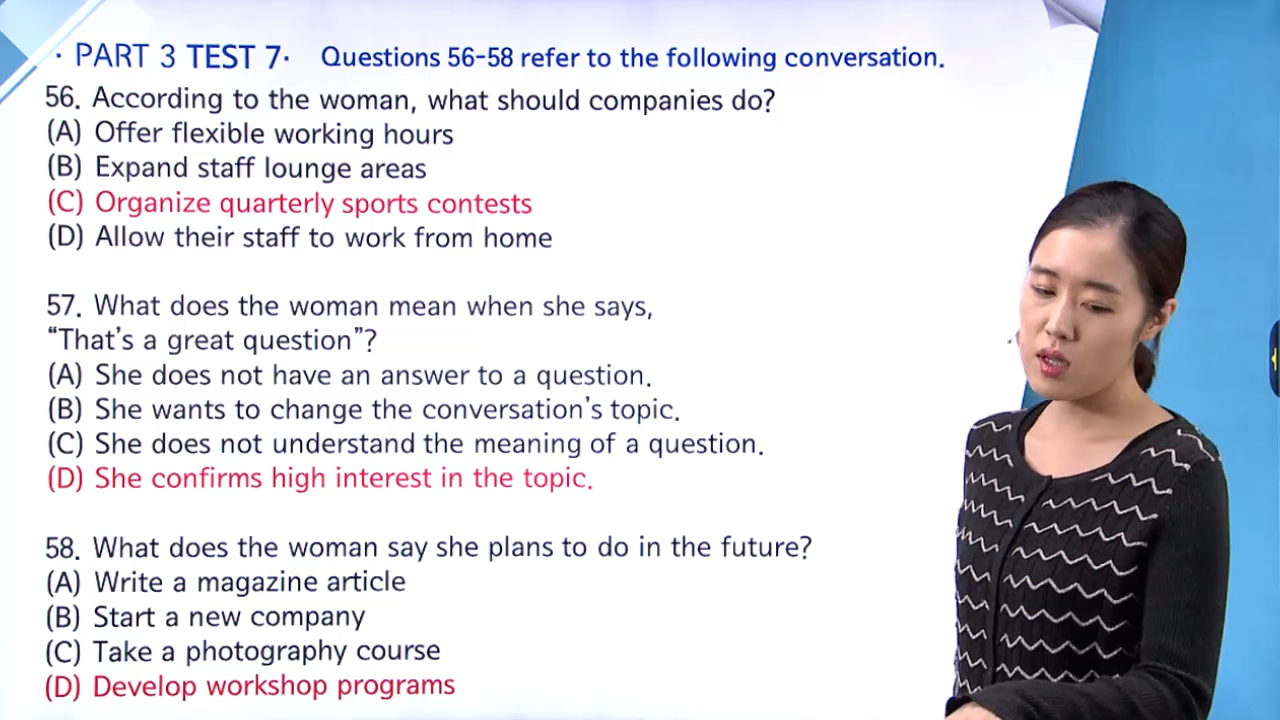 · PART 3 TEST 7· Questions 56-58 refer to the following conversation.
56. According to the woman, what should companies do?
(A) Offer flexible working hours
(B) Expand staff lounge areas
(C) Organize quarterly sports contests
(D) Allow their staff to work from home
57. What does the woman mean when she says,
“That’s a great question”?
(A) She does not have an answer to a question.
(B) She wants to change the conversation’s topic.
(C) She does not understand the meaning of a question.
(D) She confirms high interest in the topic.
58. What does the woman say she plans to do in the future?
(A) Write a magazine article
(B) Start a new company
(C) Take a photography course
(D) Develop workshop programs